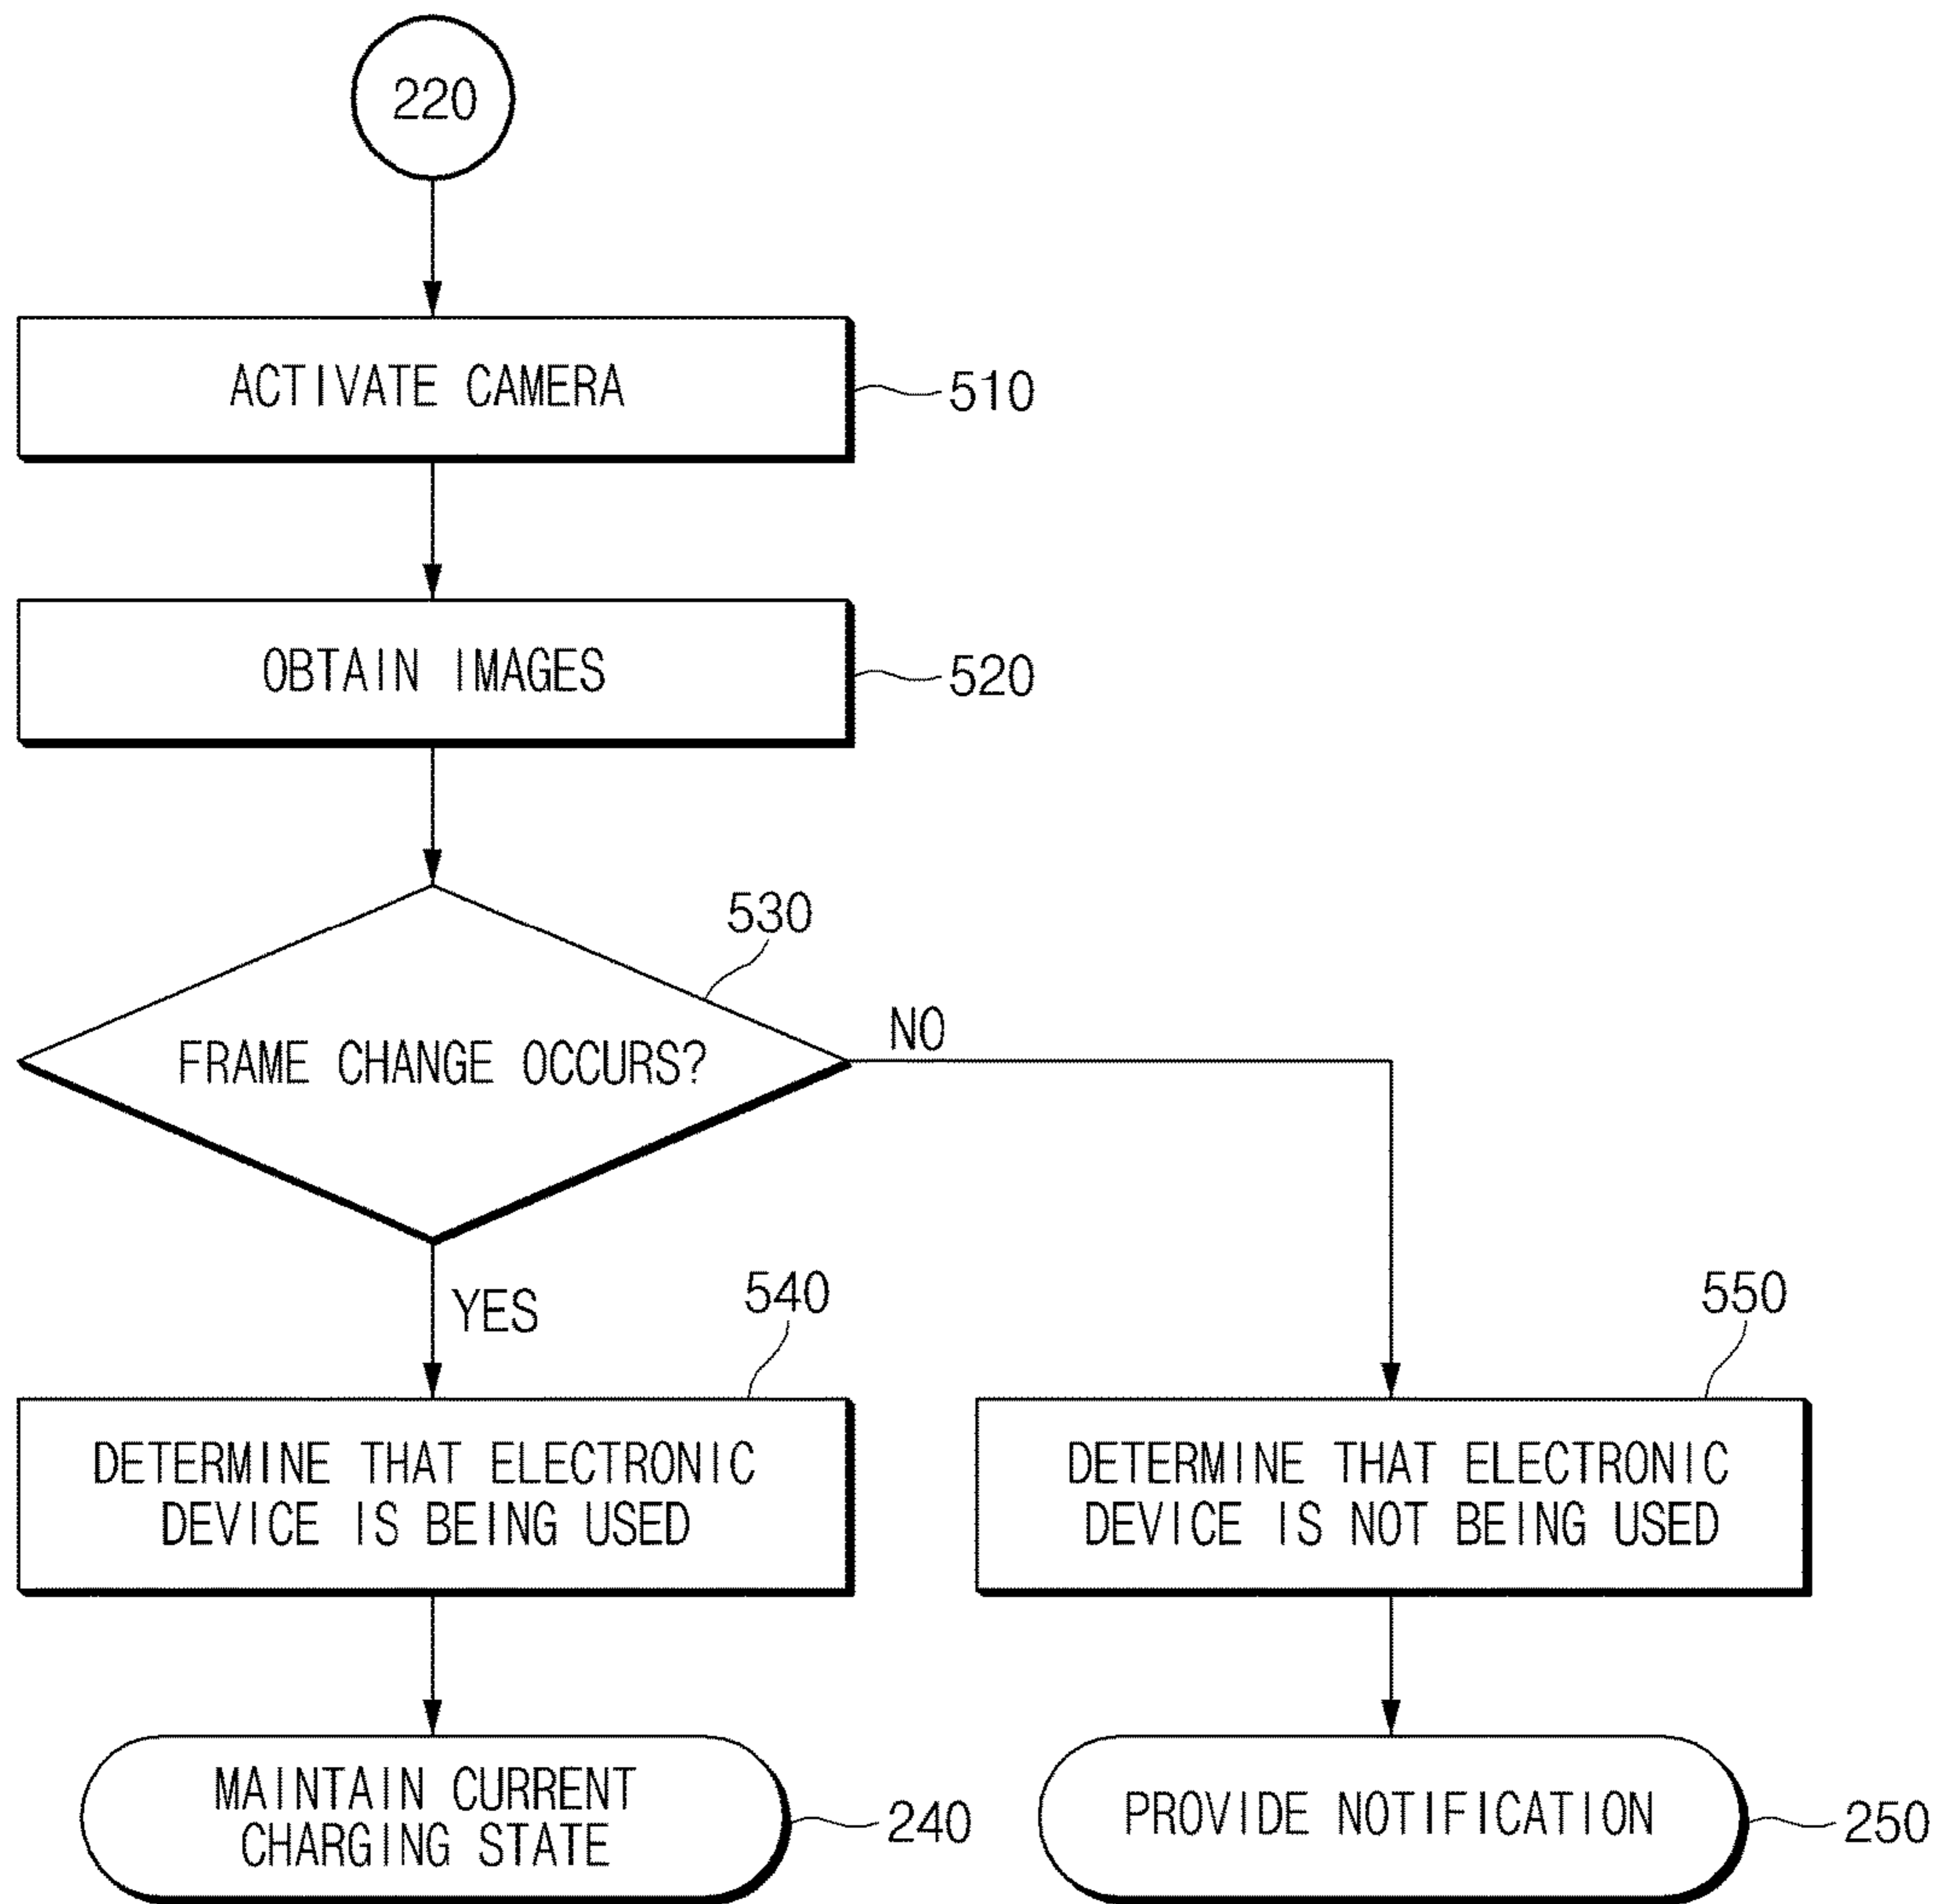 220
ACTIVATE CAMERA
510
OBTAIN IMAGES
520
530
FRAME CHANGE OCCURS?
NO
YES
540
550
DETERMINE THAT ELECTRONIC
DEVICE IS BEING USED
DETERMINE THAT ELECTRONIC
DEVICE IS NOT BEING USED
MAINTAIN CURRENT
CHARGING STATE
240
PROVIDE NOTIFICATION
250